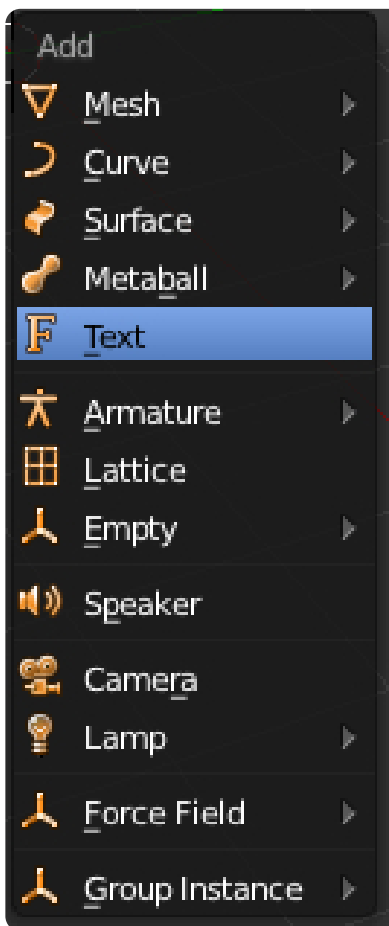 Add
Mesh
Curve
Surface
Metaball
Text
Armature
Lattice
Empty
Speaker
Camera
Lamp
Force Field
Group Instance